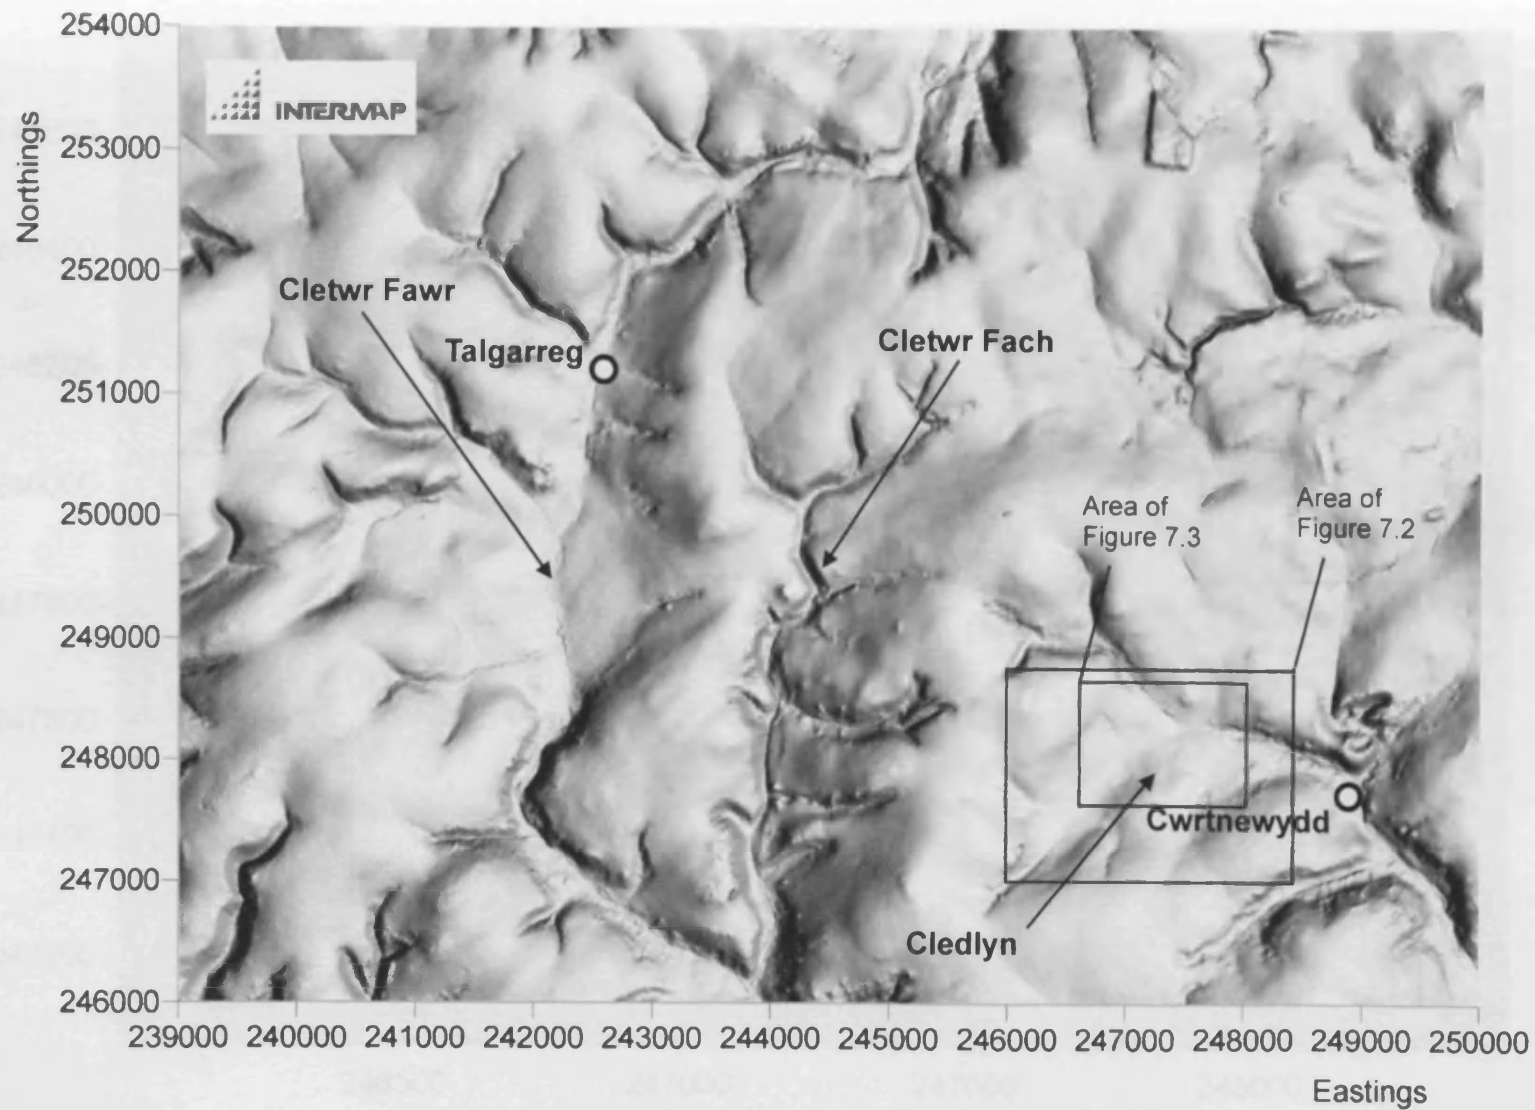 254000
253000
252000
251000
250000
249000
248000
247000
246000
Northings
INTERMAP
Cletwr Fawr
Talgarreg
Cletwr Fach
Area of
Figure 7.3
Area of
Figure 7.2
Cwrtnewydd
Cledlyn
239000 240000 241000 242000 243000 244000 245000 246000 247000 248000 249000 250000
Eastings